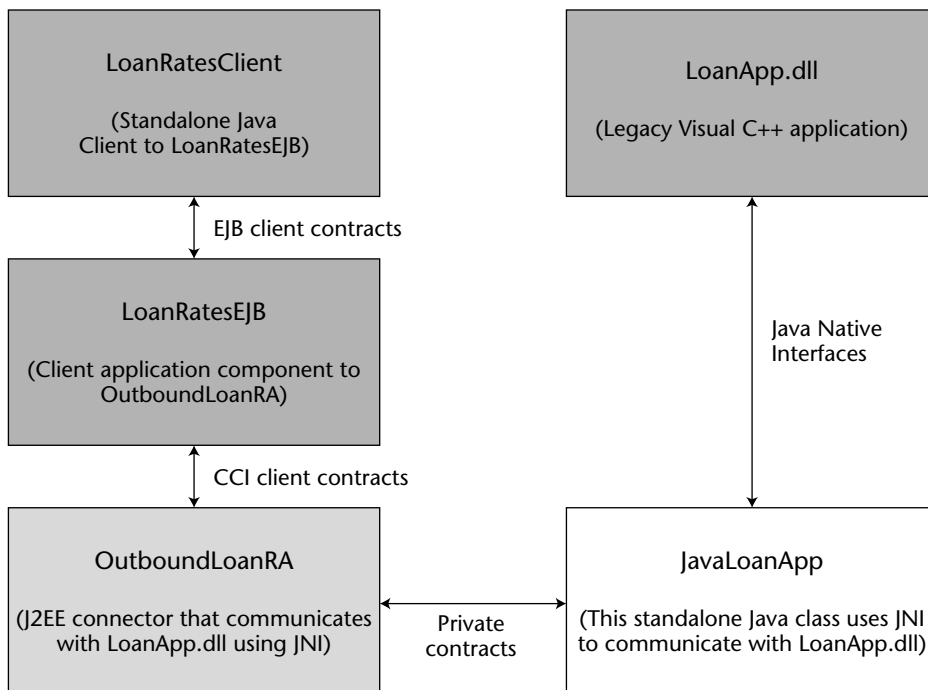 LoanRatesClient
(Standalone Java
Client to LoanRatesEJB)
LoanApp.dll
(Legacy Visual C++ application)
EJB client contracts
LoanRatesEJB
(Client application component to
OutboundLoanRA)
Java Native
Interfaces
CCI client contracts
OutboundLoanRA
(J2EE connector that communicates
with LoanApp.dll using JNI)
Private
contracts
JavaLoanApp
(This standalone Java class uses JNI
to communicate with LoanApp.dll)